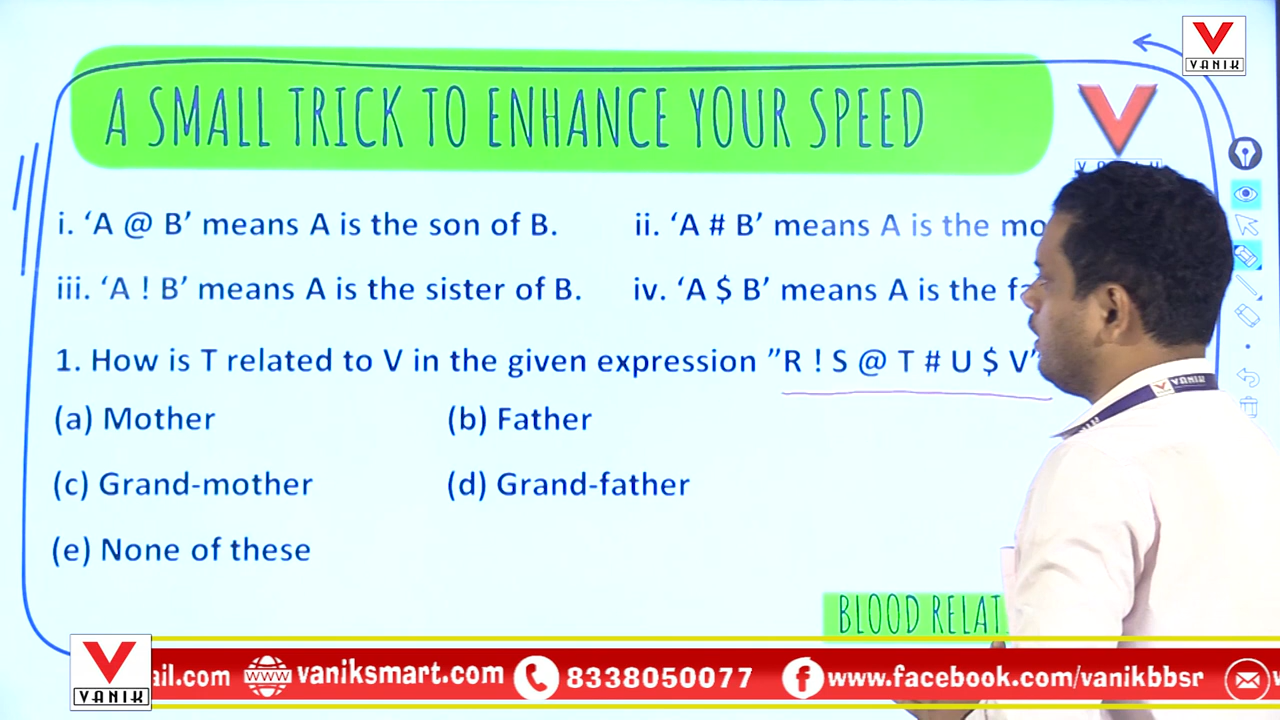 VANIK
A SMALL TRICK TO ENHANCE YOUR SPEED
i. ‘A @ B’ means A is the son of B.
ii. ‘A # B’ means A is the mo
iii. ‘A ! B’ means A is the sister of B.
iv. ‘A $ B’ means A is the fa
1. How is T related to V in the given expression ”R ! S @ T # U $ V”
(a) Mother
(b) Father
(c) Grand-mother
(d) Grand-father
(e) None of these
BLOOD RELAT
VANIK
ail.com vaniksmart.com 8338050077 www.facebook.com/vanikbbsr
VANIK